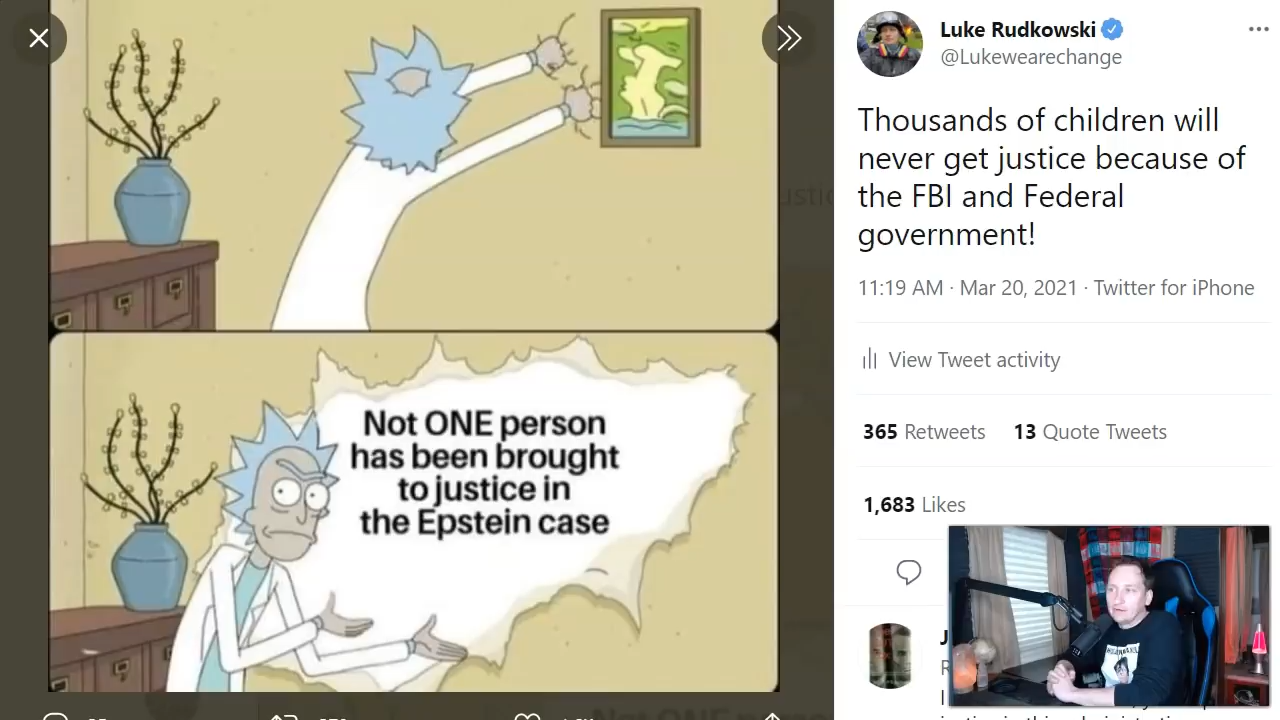 Not ONE person
has been brought
to justice in
the Epstein case
Luke Rudkowski
@Lukewearechange
Thousands of children will
never get justice because of
the FBI and Federal
government!
11:19 AM · Mar 20, 2021 · Twitter for iPhone
View Tweet activity
365 Retweets 13 Quote Tweets
1,683 Likes